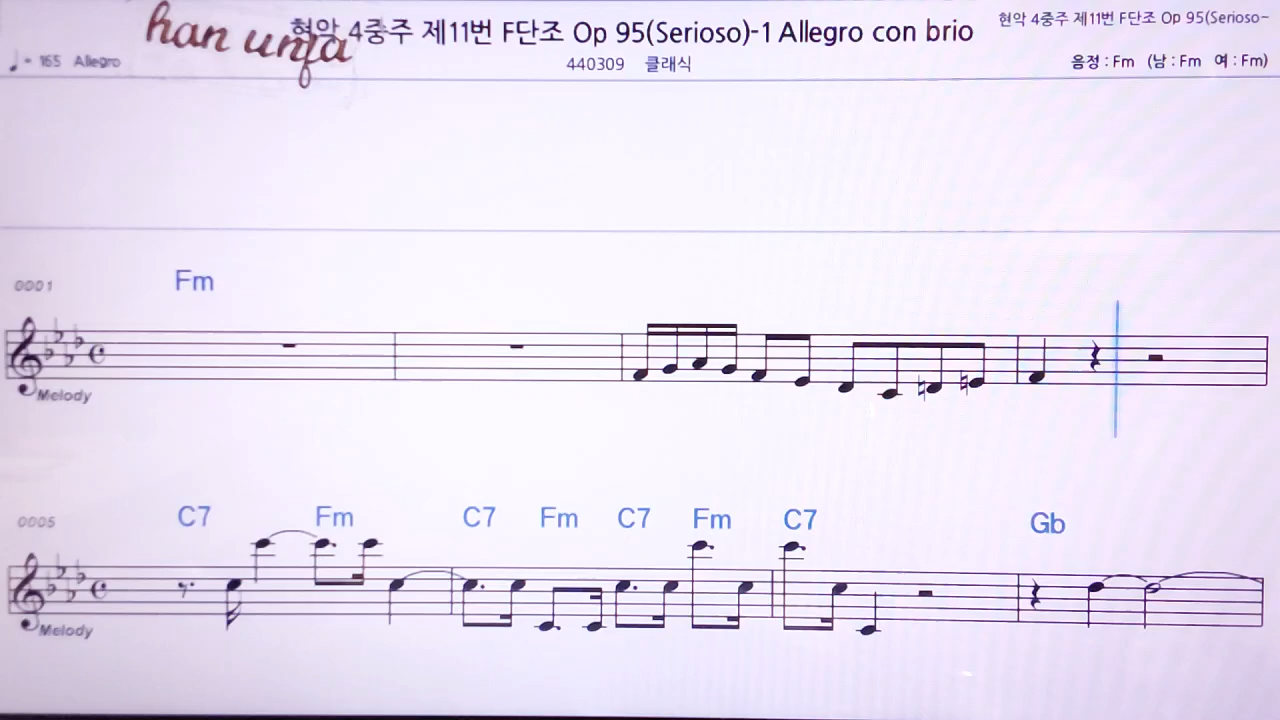 han unja
현악 4중주 제11번 F단조 Op 95(Serioso)-1 Allegro con brio
현악 4중주 제11번 F단조 Op 95(Serioso-
♩ = 165 Allegro
440309 클래식
음정 : Fm (남 : Fm 여 : Fm)
0001 Fm
Melody
0005 C7 Fm C7 Fm C7 Fm C7 Gb
Melody